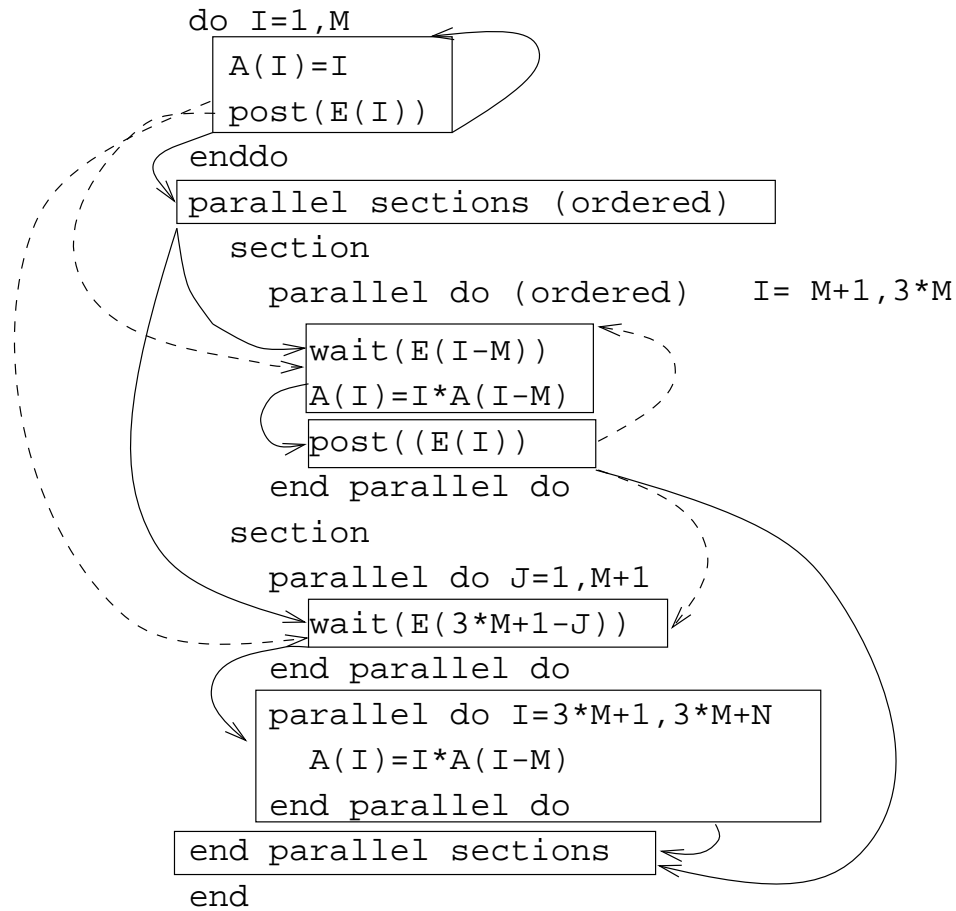 do I=1,M
A(I)=I
post(E(I))
enddo
parallel sections (ordered)
section
parallel do (ordered) I= M+1,3*M
wait(E(I-M))
A(I)=I*A(I-M)
post((E(I))
end parallel do
section
parallel do J=1,M+1
wait(E(3*M+1-J))
end parallel do
parallel do I=3*M+1,3*M+N
A(I)=I*A(I-M)
end parallel do
end parallel sections
end